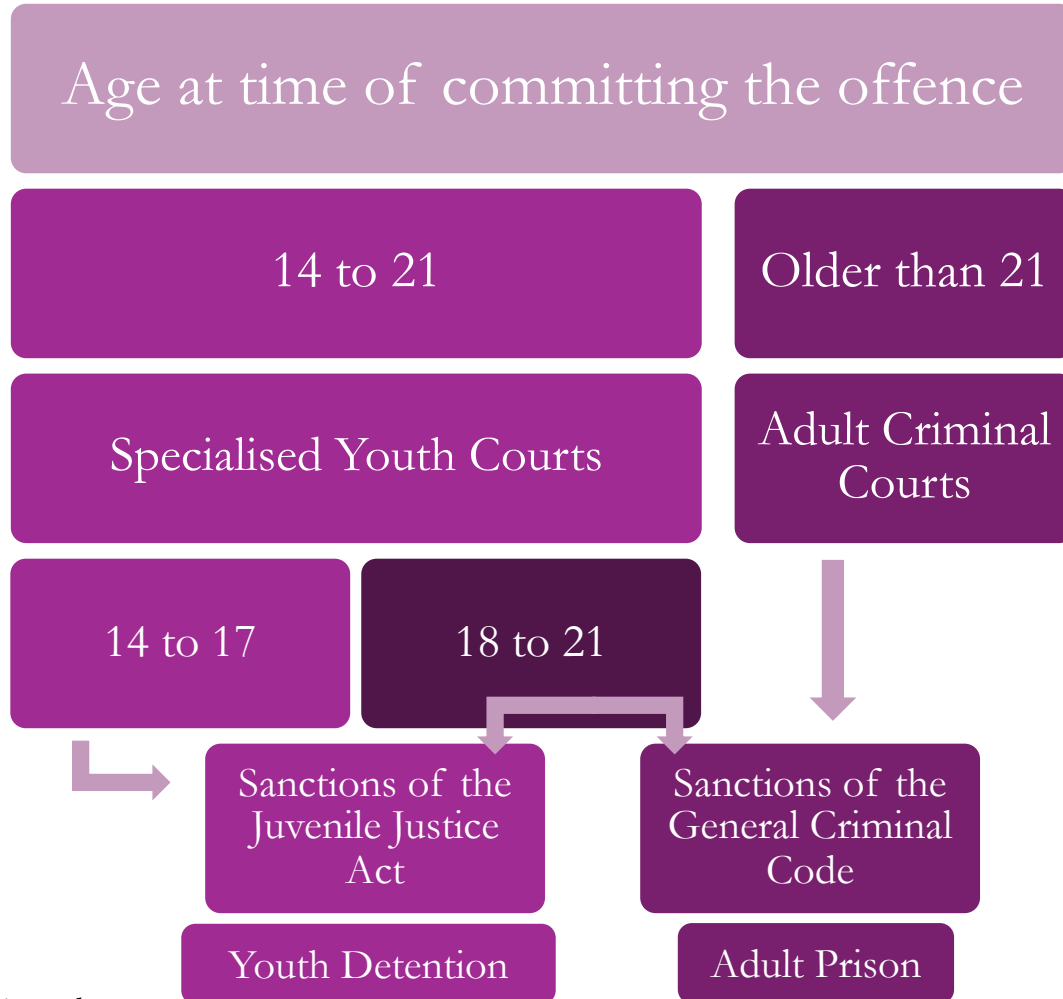 Age at time of committing the offence
14 to 21
Older than 21
Specialised Youth Courts
Adult Criminal
Courts
14 to 17
18 to 21
Sanctions of the
Juvenile Justice
Act
Sanctions of the
General Criminal
Code
Youth Detention
Adult Prison